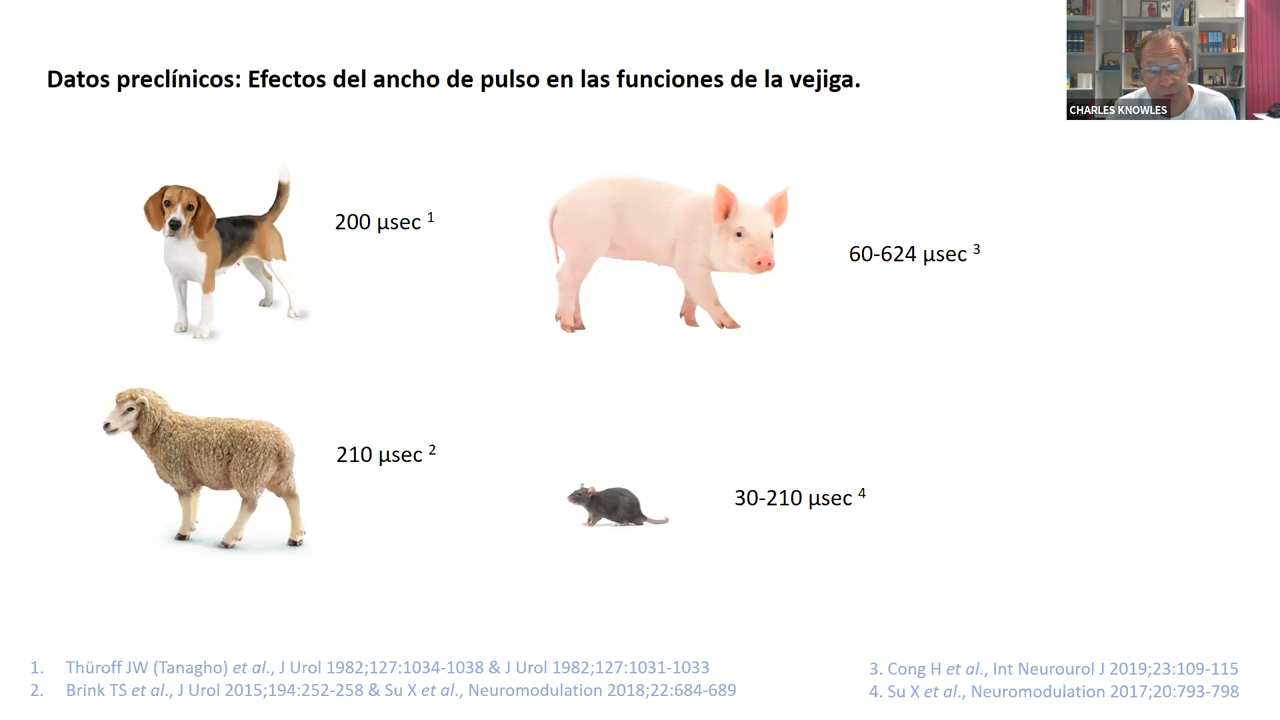 Datos preclínicos: Efectos del ancho de pulso en las funciones de la vejiga.
CHARLES KNOWLES
200 µsec ¹
60-624 µsec ³
210 µsec ²
30-210 µsec ⁴
1. Thüroff JW (Tanagho) et al., J Urol 1982;127:1034-1038 & J Urol 1982;127:1031-1033
2. Brink TS et al., J Urol 2015;194:252-258 & Su X et al., Neuromodulation 2018;22:684-689
3. Cong H et al., Int Neurourol J 2019;23:109-115
4. Su X et al., Neuromodulation 2017;20:793-798